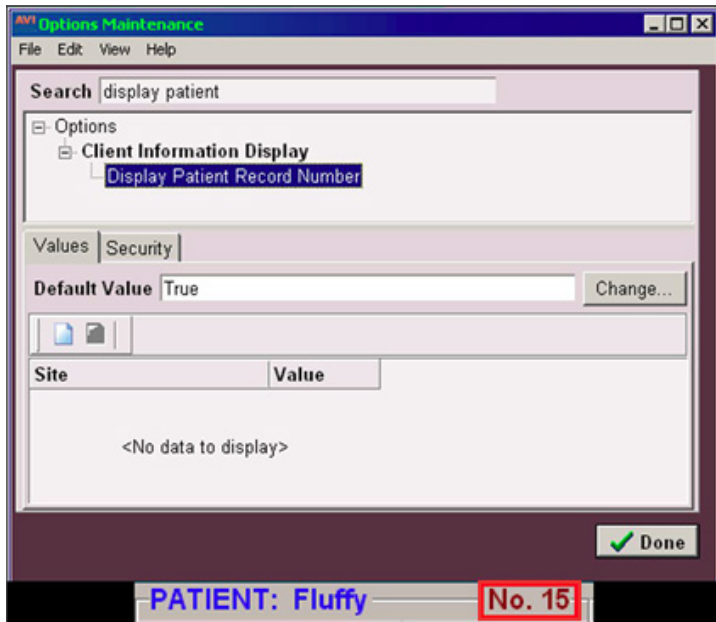 AVI Options Maintenance
File Edit View Help
Search display patient
Options
Client Information Display
Display Patient Record Number
Values Security
Default Value True Change...
Site Value
<No data to display>
Done
PATIENT: Fluffy No. 15